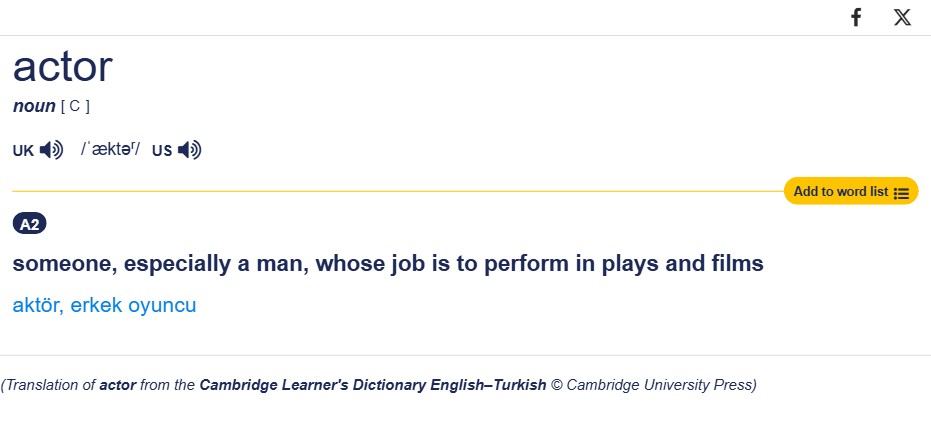 actor
noun [ C ]
UK /ˈæktəʳ/ US
Add to word list
A2
someone, especially a man, whose job is to perform in plays and films
aktör, erkek oyuncu
(Translation of actor from the Cambridge Learner's Dictionary English–Turkish © Cambridge University Press)